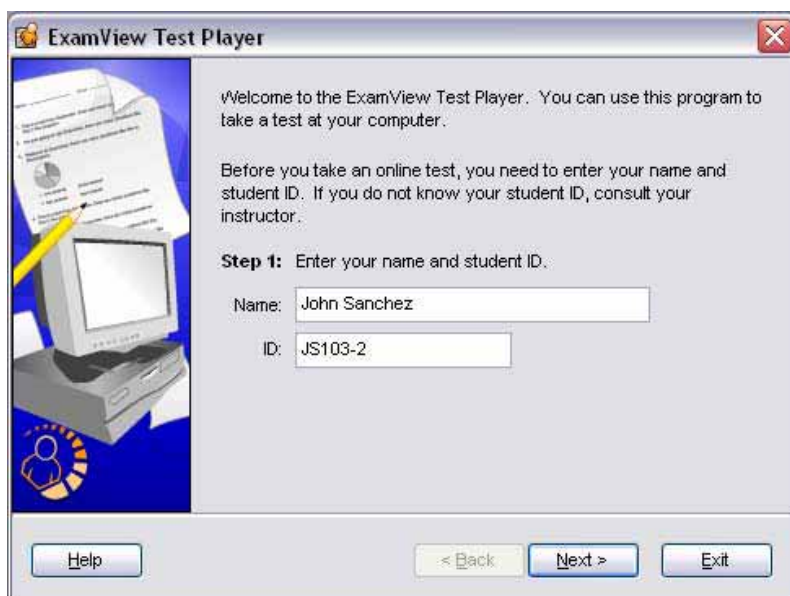 ExamView Test Player
Welcome to the ExamView Test Player.  You can use this program to
take a test at your computer.
Before you take an online test, you need to enter your name and
student ID.  If you do not know your student ID, consult your
instructor.
Step 1: Enter your name and student ID.
Name: John Sanchez
ID: JS103-2
Help
< Back
Next >
Exit